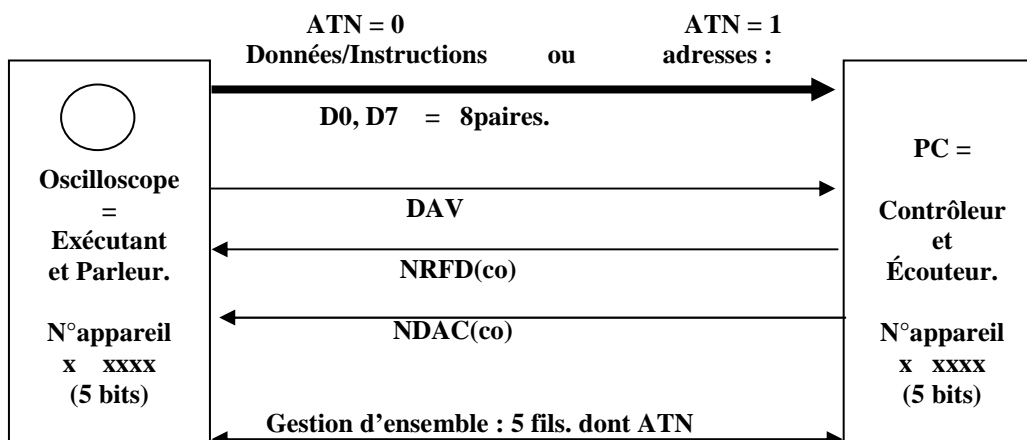 ATN = 0 ATN = 1
Données/Instructions ou adresses :
D0, D7 = 8paires.
Oscilloscope
=
Exécutant
et Parleur.
N°appareil
x xxxx
(5 bits)
DAV
NRFD(co)
NDAC(co)
Gestion d'ensemble : 5 fils. dont ATN
PC =
Contrôleur
et
Écouteur.
N°appareil
x xxxx
(5 bits)